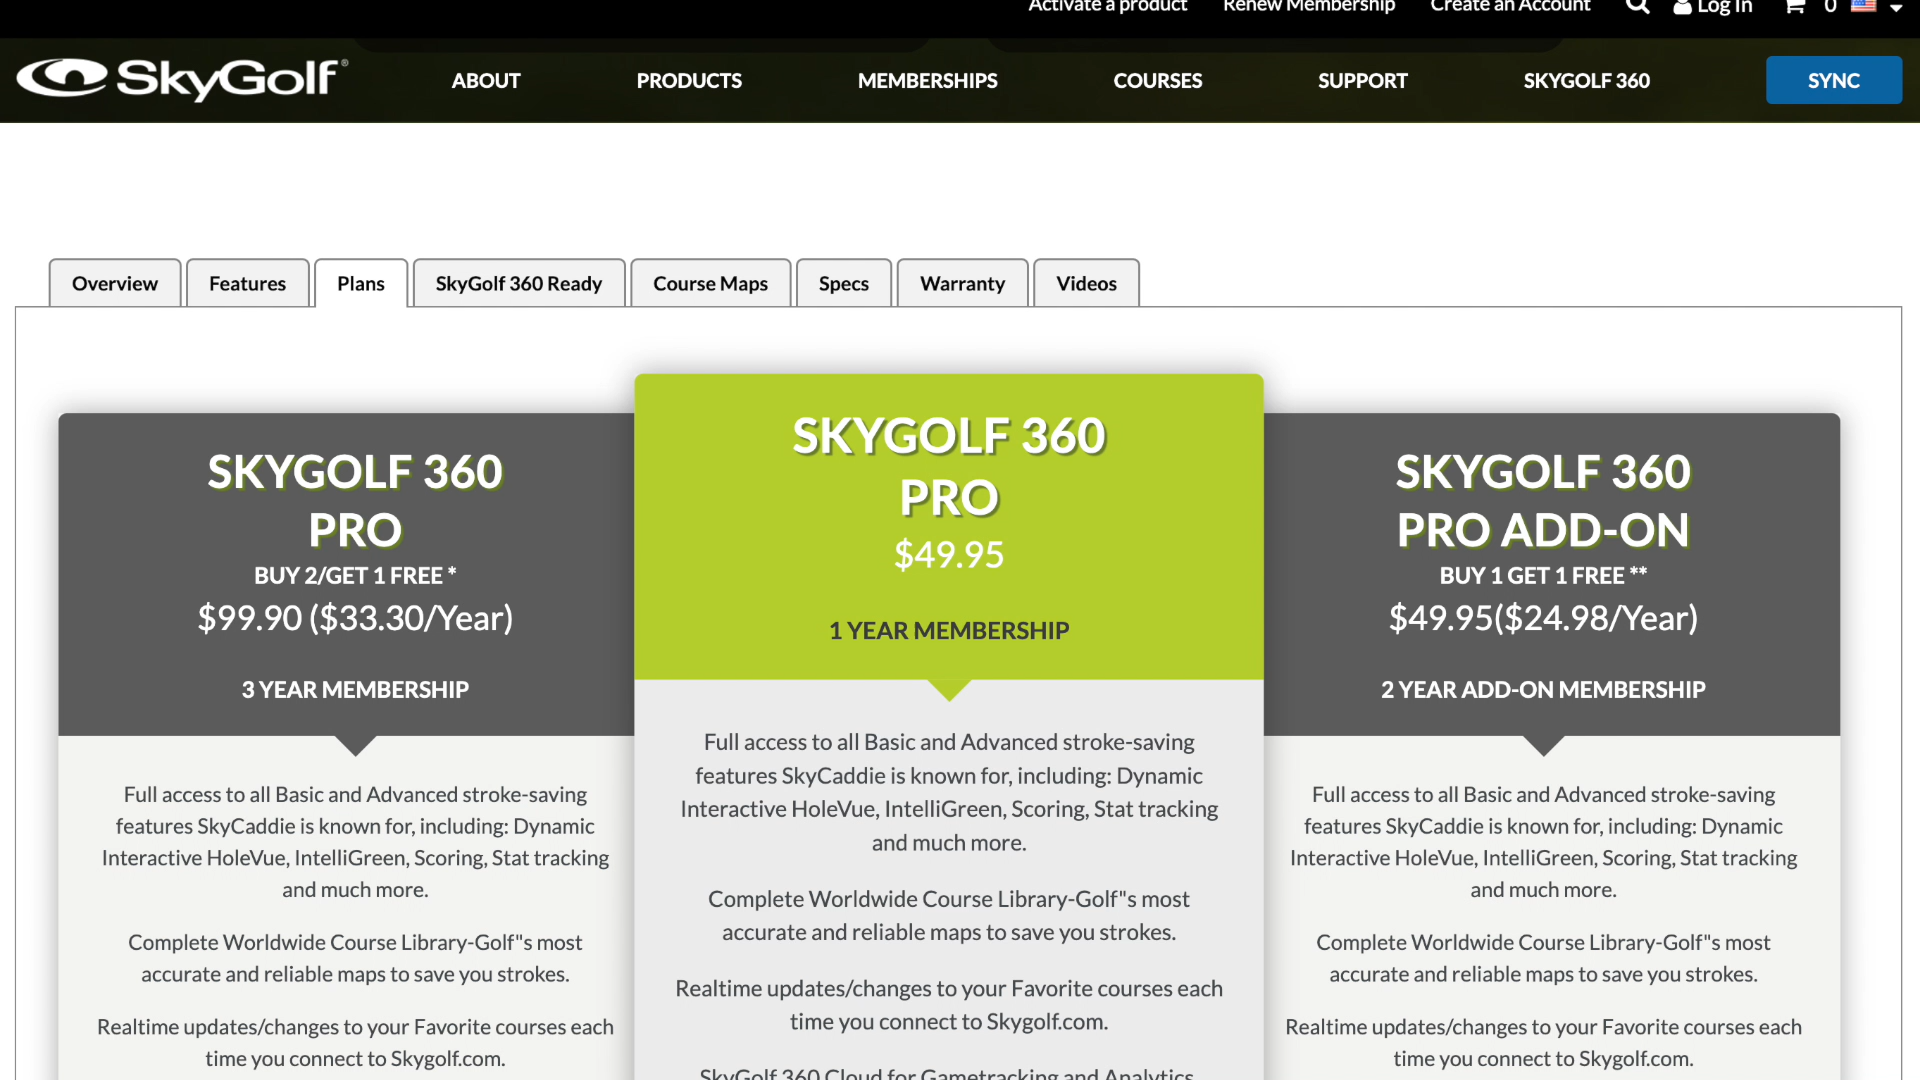 Activate a product
Renew Membership
Create an Account
Log In
0
SkyGolf®
ABOUT
PRODUCTS
MEMBERSHIPS
COURSES
SUPPORT
SKYGOLF 360
SYNC
Overview
Features
Plans
SkyGolf 360 Ready
Course Maps
Specs
Warranty
Videos
SKYGOLF 360
PRO
BUY 2/GET 1 FREE *
$99.90 ($33.30/Year)
3 YEAR MEMBERSHIP
Full access to all Basic and Advanced stroke-saving
features SkyCaddie is known for, including: Dynamic
Interactive HoleVue, IntelliGreen, Scoring, Stat tracking
and much more.
Complete Worldwide Course Library-Golf"s most
accurate and reliable maps to save you strokes.
Realtime updates/changes to your Favorite courses each
time you connect to Skygolf.com.
SKYGOLF 360
PRO
$49.95
1 YEAR MEMBERSHIP
Full access to all Basic and Advanced stroke-saving
features SkyCaddie is known for, including: Dynamic
Interactive HoleVue, IntelliGreen, Scoring, Stat tracking
and much more.
Complete Worldwide Course Library-Golf"s most
accurate and reliable maps to save you strokes.
Realtime updates/changes to your Favorite courses each
time you connect to Skygolf.com.
SkyGolf 360 Cloud for Gametracking and Analytics
SKYGOLF 360
PRO ADD-ON
BUY 1 GET 1 FREE **
$49.95($24.98/Year)
2 YEAR ADD-ON MEMBERSHIP
Full access to all Basic and Advanced stroke-saving
features SkyCaddie is known for, including: Dynamic
Interactive HoleVue, IntelliGreen, Scoring, Stat tracking
and much more.
Complete Worldwide Course Library-Golf"s most
accurate and reliable maps to save you strokes.
Realtime updates/changes to your Favorite courses each
time you connect to Skygolf.com.